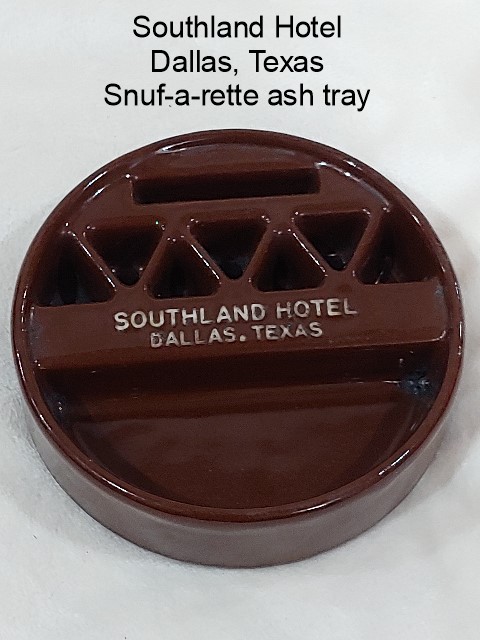 Southland Hotel
Dallas, Texas
Snuf-a-rette ash tray
SOUTHLAND HOTEL
DALLAS. TEXAS